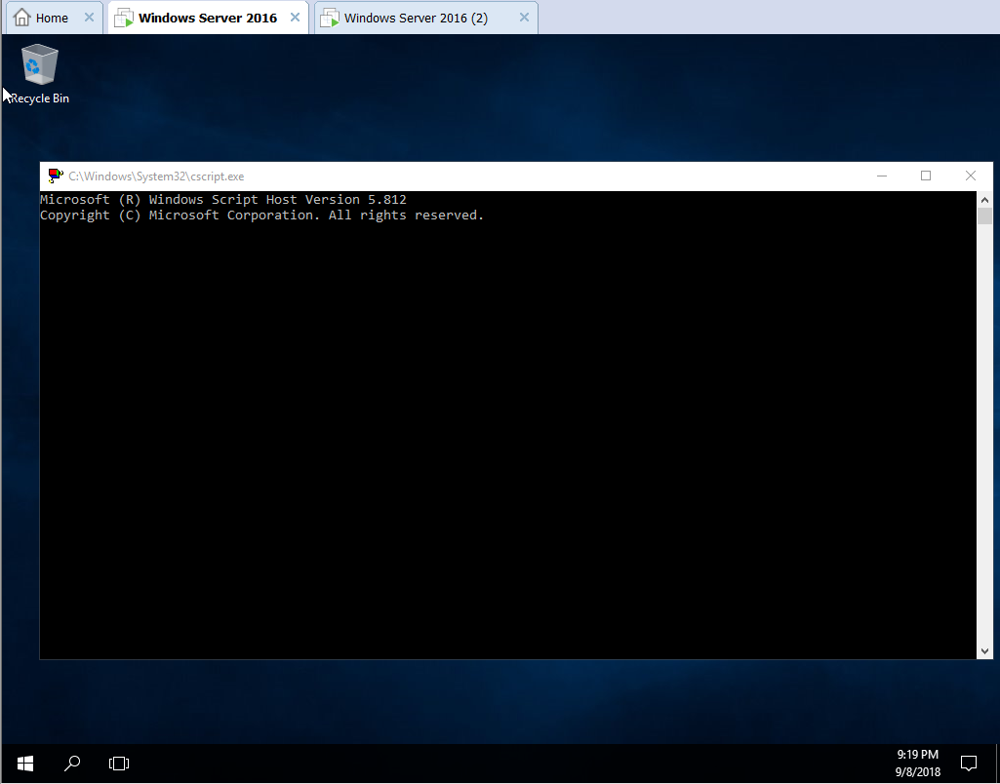 Home
Windows Server 2016
Windows Server 2016 (2)
Recycle Bin
C:\Windows\System32\cscript.exe
Microsoft (R) Windows Script Host Version 5.812
Copyright (C) Microsoft Corporation. All rights reserved.
9:19 PM
9/8/2018